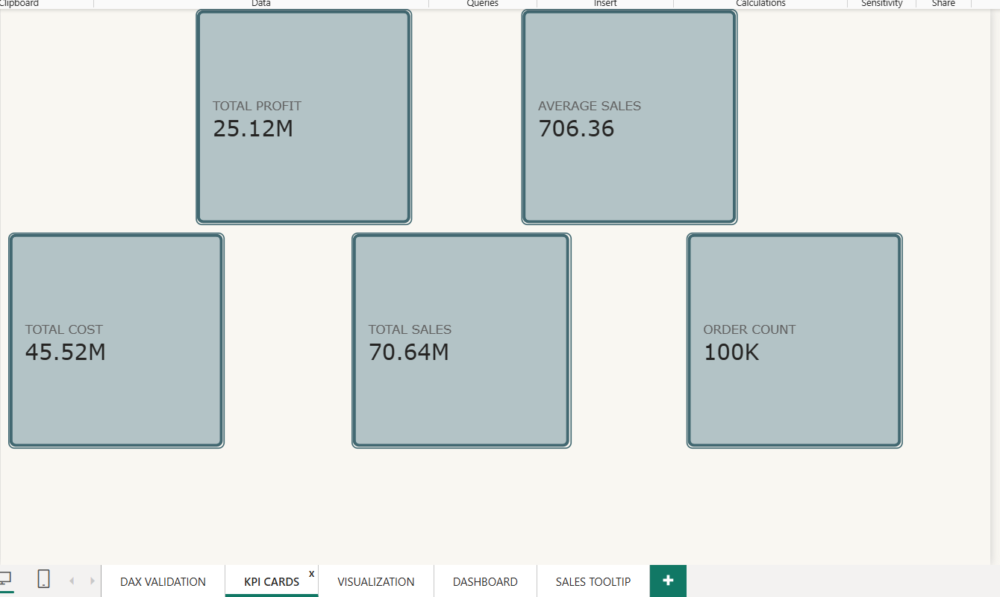 Clipboard
Data
Queries
Insert
Calculations
Sensitivity
Share
TOTAL PROFIT
25.12M
AVERAGE SALES
706.36
TOTAL COST
45.52M
TOTAL SALES
70.64M
ORDER COUNT
100K
DAX VALIDATION
KPI CARDS
x
VISUALIZATION
DASHBOARD
SALES TOOLTIP
+